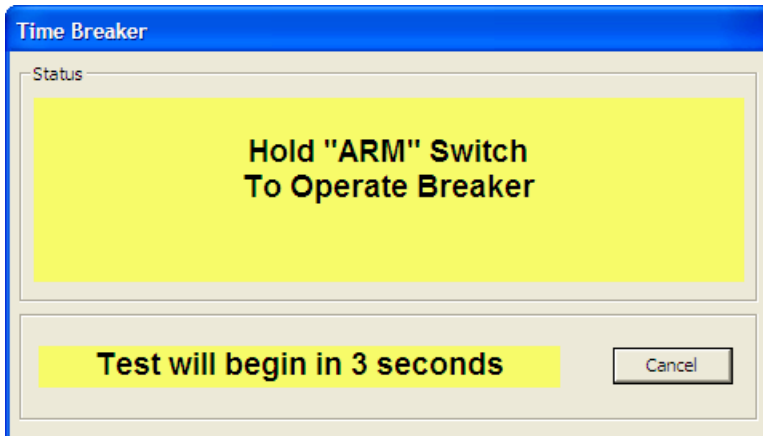 Time Breaker
Status
Hold "ARM" Switch
To Operate Breaker
Test will begin in 3 seconds
Cancel